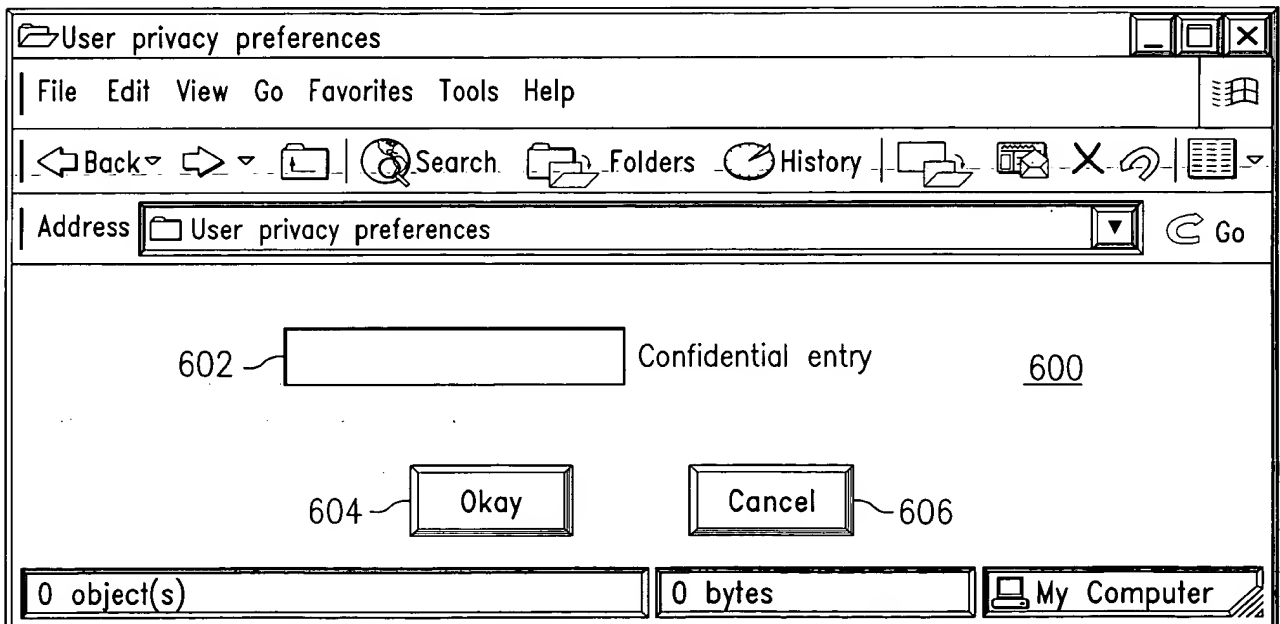 User privacy preferences
File Edit View Go Favorites Tools Help
Back Search Folders History
Address User privacy preferences Go
602 Confidential entry 600
604 Okay Cancel 606
0 object(s) 0 bytes My Computer